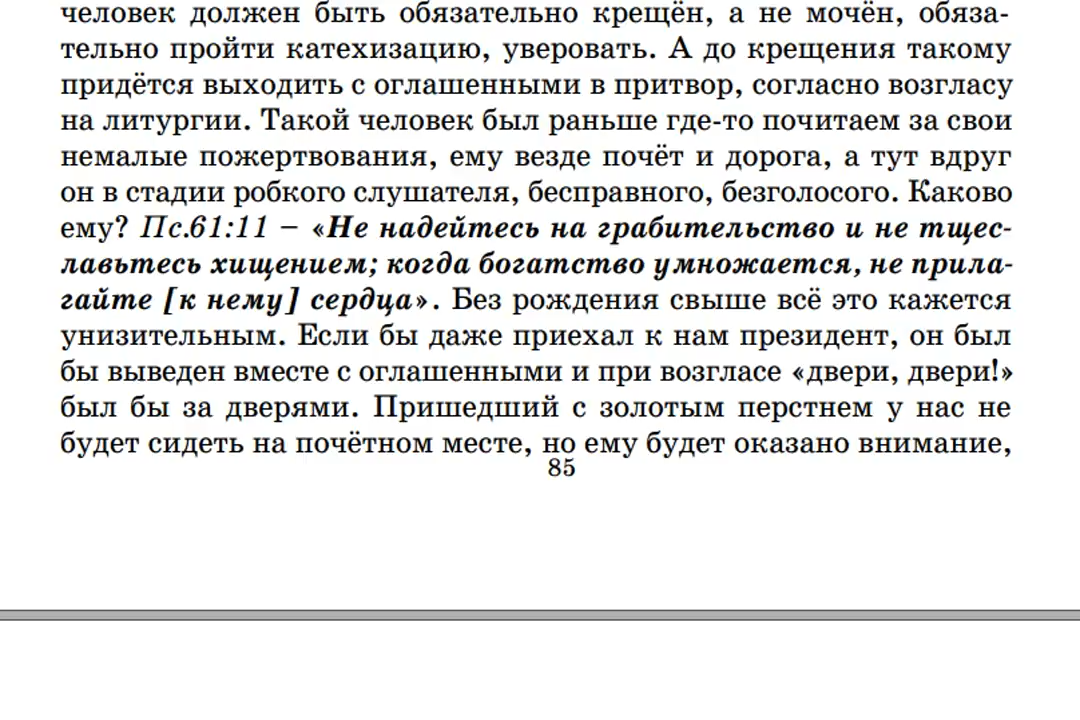 человек должен быть обязательно крещён, а не мочён, обяза-
тельно пройти катехизацию, уверовать. А до крещения такому
придётся выходить с оглашенными в притвор, согласно возгласу
на литургии. Такой человек был раньше где-то почитаем за свои
немалые пожертвования, ему везде почёт и дорога, а тут вдруг
он в стадии робкого слушателя, бесправного, безголосого. Каково
ему? Пс.61:11 – «Не надейтесь на грабительство и не тщес-
лавьтесь хищением; когда богатство умножается, не прила-
гайте [к нему] сердца». Без рождения свыше всё это кажется
унизительным. Если бы даже приехал к нам президент, он был
бы выведен вместе с оглашенными и при возгласе «двери, двери!»
был бы за дверями. Пришедший с золотым перстнем у нас не
будет сидеть на почётном месте, но ему будет оказано внимание,
85